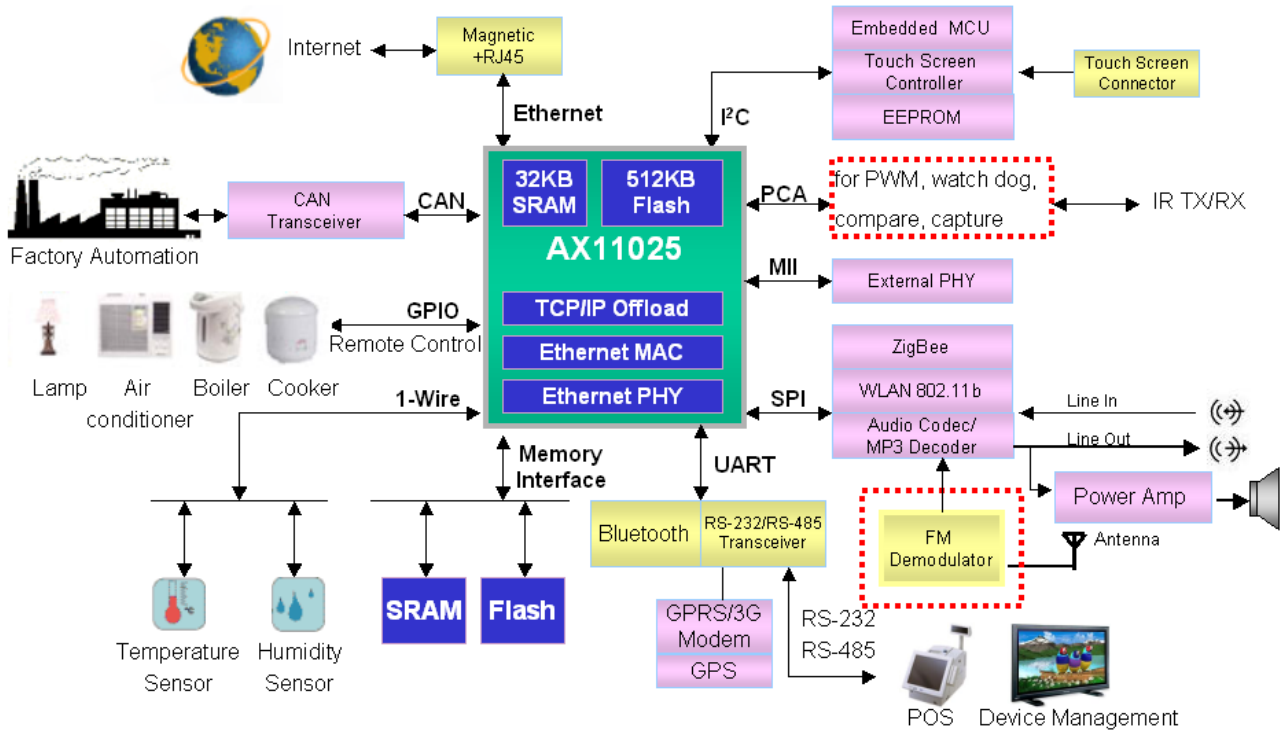 Internet
Magnetic
+RJ45
Ethernet
Embedded MCU
Touch Screen
Controller
EEPROM
Touch Screen
Connector
I²C
Factory Automation
CAN
Transceiver
CAN
32KB
SRAM
512KB
Flash
AX11025
TCP/IP Offload
Ethernet MAC
Ethernet PHY
PCA
for PWM, watch dog,
compare, capture
IR TX/RX
MII
External PHY
GPIO
Remote Control
Lamp
Air
conditioner
Boiler
Cooker
1-Wire
SPI
ZigBee
WLAN 802.11b
Audio Codec/
MP3 Decoder
Line In
Line Out
Power Amp
Memory
Interface
UART
Bluetooth
RS-232/RS-485
Transceiver
FM
Demodulator
Antenna
Temperature
Sensor
Humidity
Sensor
SRAM
Flash
GPRS/3G
Modem
GPS
RS-232
RS-485
POS
Device Management